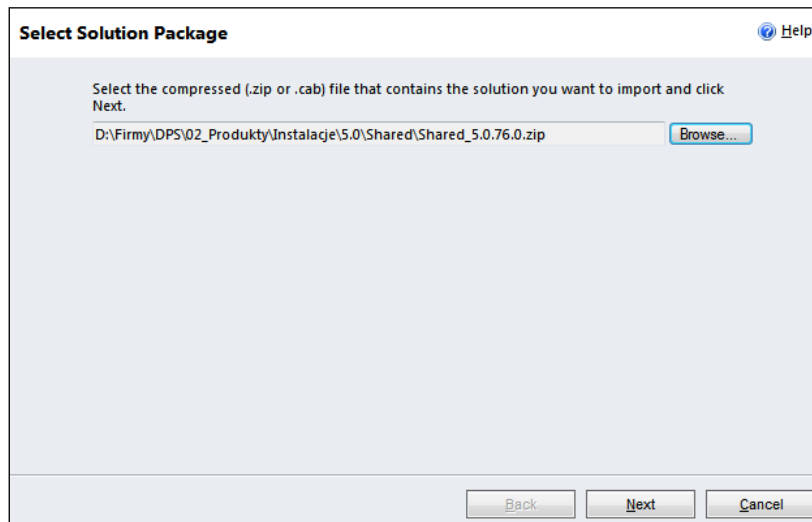 Select Solution Package
Help
Select the compressed (.zip or .cab) file that contains the solution you want to import and click
Next.
D:\Firmy\DPS\02_Produkty\Instalacje\5.0\Shared\Shared_5.0.76.0.zip
Browse...
Back
Next
Cancel